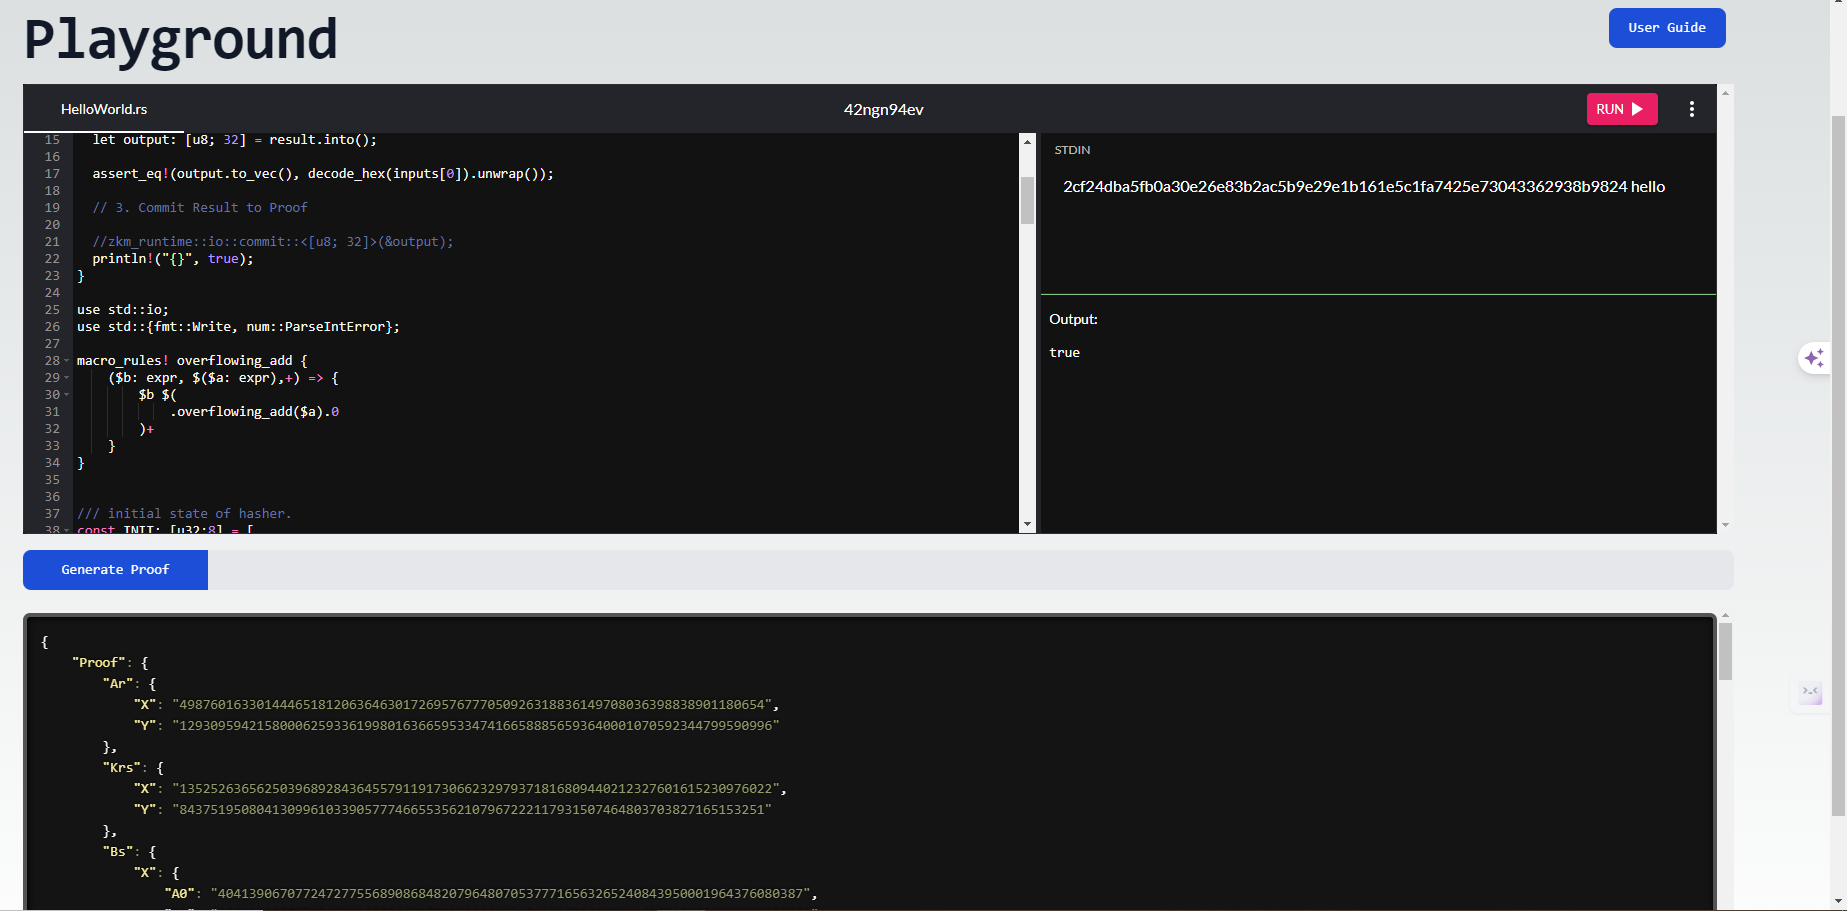 Playground
User Guide
HelloWorld.rs
42ngn94ev
RUN
15 let output: [u8; 32] = result.into();
16
17 assert_eq!(output.to_vec(), decode_hex(inputs[0]).unwrap());
18
19 // 3. Commit Result to Proof
20
21 //zkm_runtime::io::commit::<[u8; 32]>(&output);
22 println!("{}", true);
23 }
24
25 use std::io;
26 use std::{fmt::Write, num::ParseIntError};
27
28 macro_rules! overflowing_add {
29 ($b: expr, $($a: expr),+) => {
30 $b $(
31 .overflowing_add($a).0
32 )+
33 }
34 }
35
36
37 /// initial state of hasher.
38 const INIT: [u32;8] = [
STDIN
2cf24dba5fb0a30e26e83b2ac5b9e29e1b161e5c1fa7425e73043362938b9824 hello
Output:
true
Generate Proof
{
"Proof": {
"Ar": {
"X": "4987601633014446518120636463017269576777050926318836149708036398838901180654",
"Y": "12930959421580006259336199801636659533474166588856593640001070592344799590996"
},
"Krs": {
"X": "13525263656250396892843645579119173066232979371816809440212327601615230976022",
"Y": "8437519508041309961033905777466553562107967222117931507464803703827165153251"
},
"Bs": {
"X": {
"A0": "4041390670772472775568908684820796480705377716563265240843950001964376080387",